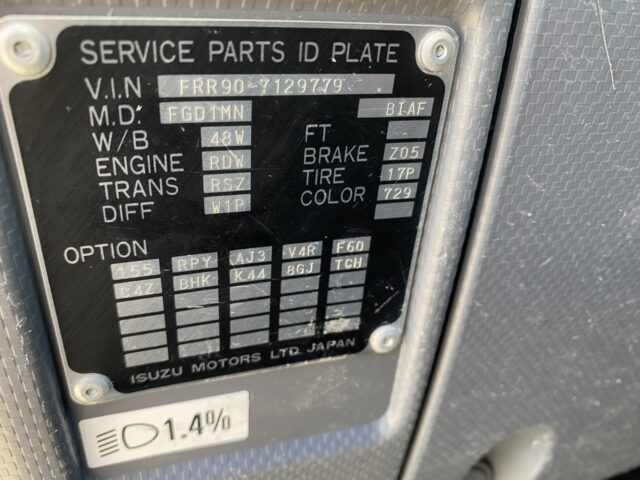 SERVICE PARTS ID PLATE
V.I.N FRR90-7129779
M.D. FGD1MN BIAF
W/B 48W FT
ENGINE RDW BRAKE Z05
TRANS RSZ TIRE 17P
DIFF W1P COLOR 729
OPTION
155 RPY AJ3 V4R F60
C47 BHK K44 8GJ TCH
ISUZU MOTORS LTD. JAPAN
1.4%